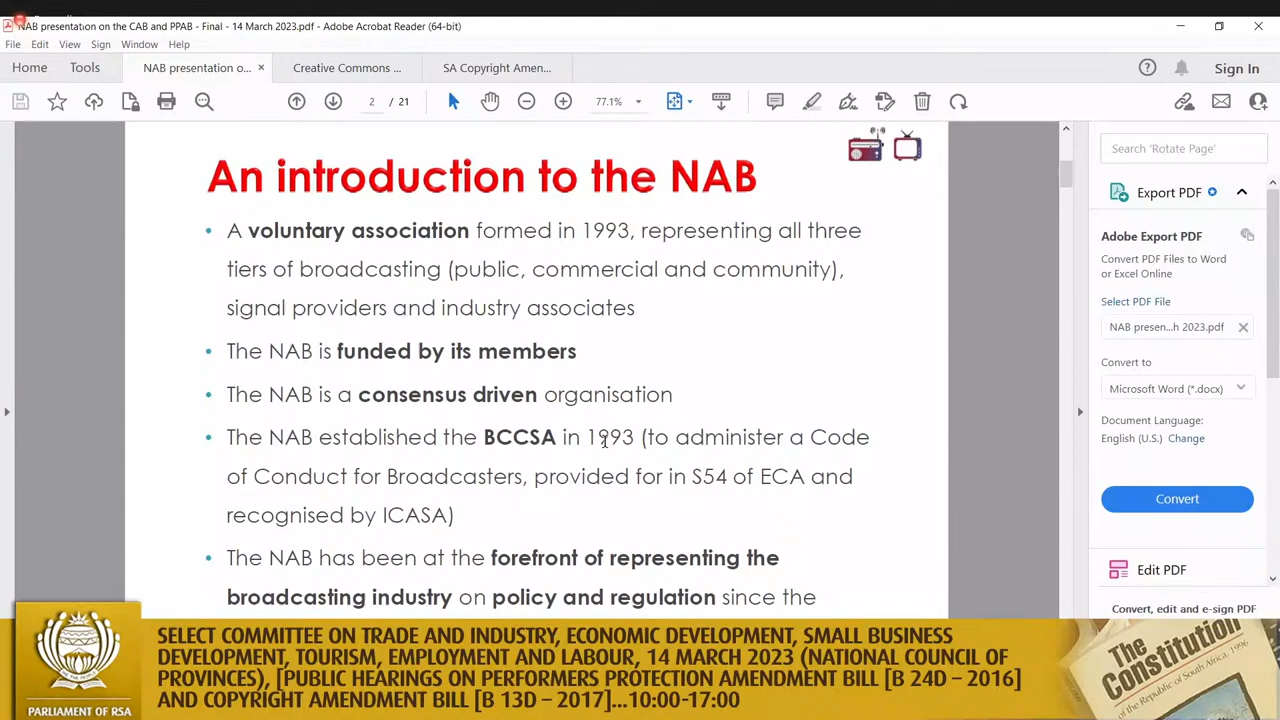 NAB presentation on the CAB and PPAB - Final - 14 March 2023.pdf - Adobe Acrobat Reader (64-bit)
File Edit View Sign Window Help
Home Tools NAB presentation o... × Creative Commons ... SA Copyright Amen... Sign In
2 / 21 77.1%
An introduction to the NAB
• A voluntary association formed in 1993, representing all three
tiers of broadcasting (public, commercial and community),
signal providers and industry associates
• The NAB is funded by its members
• The NAB is a consensus driven organisation
• The NAB established the BCCSA in 1993 (to administer a Code
of Conduct for Broadcasters, provided for in S54 of ECA and
recognised by ICASA)
• The NAB has been at the forefront of representing the
broadcasting industry on policy and regulation since the
Search 'Rotate Page'
Export PDF
Adobe Export PDF
Convert PDF Files to Word
or Excel Online
Select PDF File
NAB presen...h 2023.pdf
Convert to
Microsoft Word (*.docx)
Document Language:
English (U.S.) Change
Convert
Edit PDF
Convert, edit and e-sign PDF
SELECT COMMITTEE ON TRADE AND INDUSTRY, ECONOMIC DEVELOPMENT, SMALL BUSINESS
DEVELOPMENT, TOURISM, EMPLOYMENT AND LABOUR, 14 MARCH 2023 (NATIONAL COUNCIL OF
PROVINCES), [PUBLIC HEARINGS ON PERFORMERS PROTECTION AMENDMENT BILL [B 24D – 2016]
AND COPYRIGHT AMENDMENT BILL [B 13D – 2017]...10:00-17:00
PARLIAMENT OF RSA
The
Constitution
of the Republic of South Africa, 1996